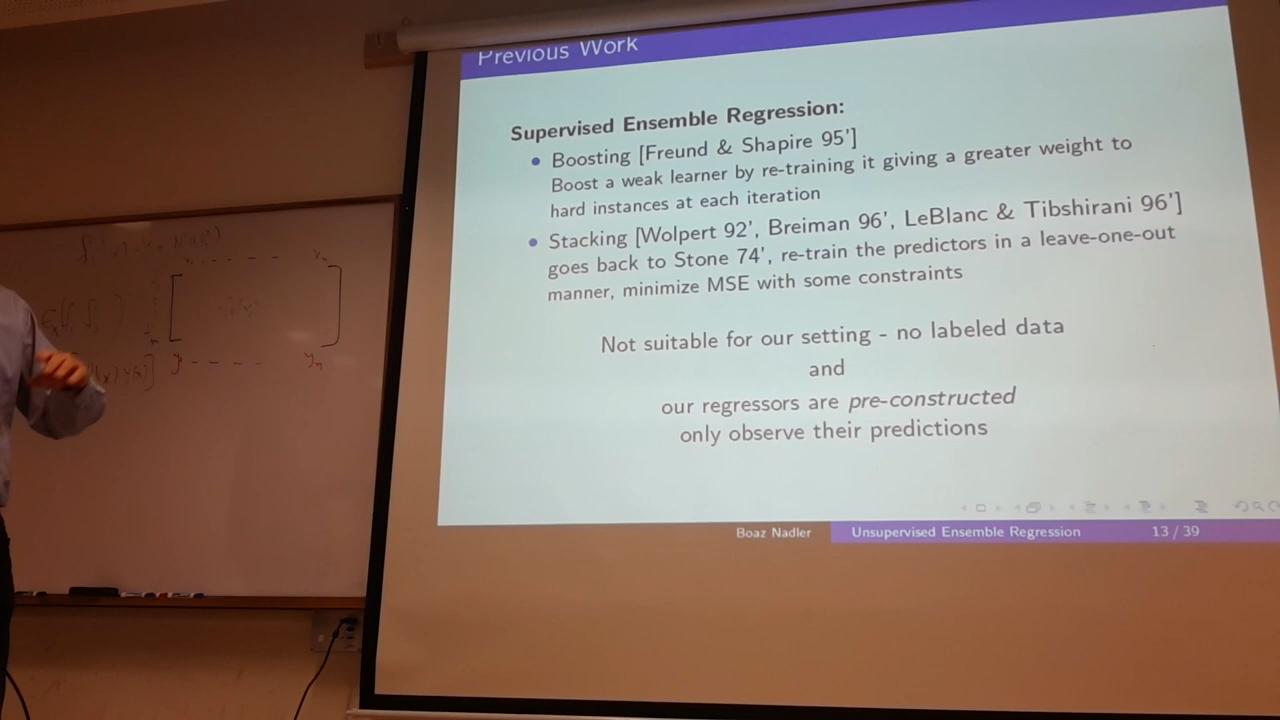 Previous Work
Supervised Ensemble Regression:
Boosting [Freund & Shapire 95']
Boost a weak learner by re-training it giving a greater weight to
hard instances at each iteration
Stacking [Wolpert 92', Breiman 96', LeBlanc & Tibshirani 96']
goes back to Stone 74', re-train the predictors in a leave-one-out
manner, minimize MSE with some constraints
Not suitable for our setting - no labeled data
and
our regressors are pre-constructed
only observe their predictions
Boaz Nadler
Unsupervised Ensemble Regression
13 / 39